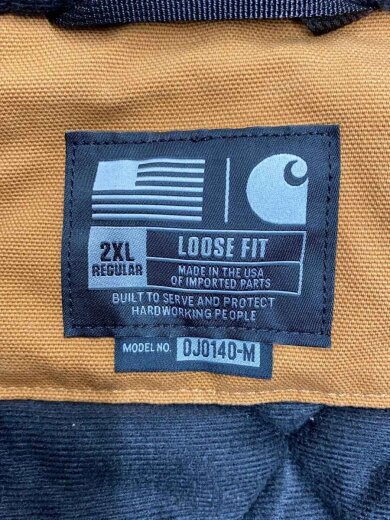 2XL
REGULAR
LOOSE FIT
MADE IN THE USA
OF IMPORTED PARTS
BUILT TO SERVE AND PROTECT
HARDWORKING PEOPLE
MODEL NO. 0J0140-M